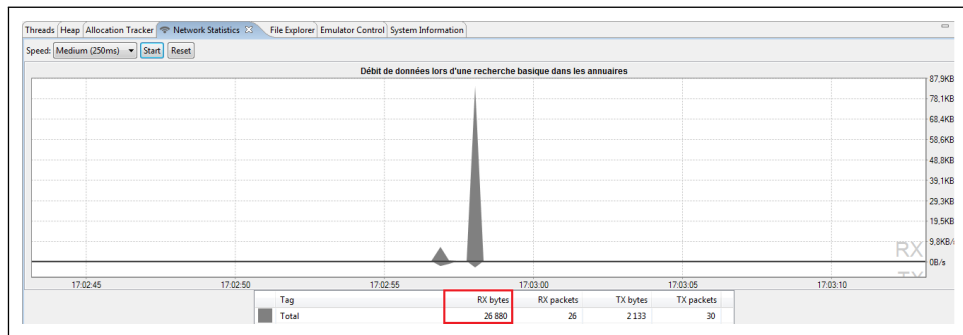 Threads Heap Allocation Tracker Network Statistics File Explorer Emulator Control System Information
Speed: Medium (250ms) Start Reset
Débit de données lors d'une recherche basique dans les annuaires
87,9KB
78,1KB
68,4KB
58,6KB
48,8KB
39,1KB
29,3KB
19,5KB
9,8KB/
RX
0B/s
TX
17:02:45 17:02:50 17:02:55 17:03:00 17:03:05 17:03:10
Tag RX bytes RX packets TX bytes TX packets
Total 26 880 26 2 133 30